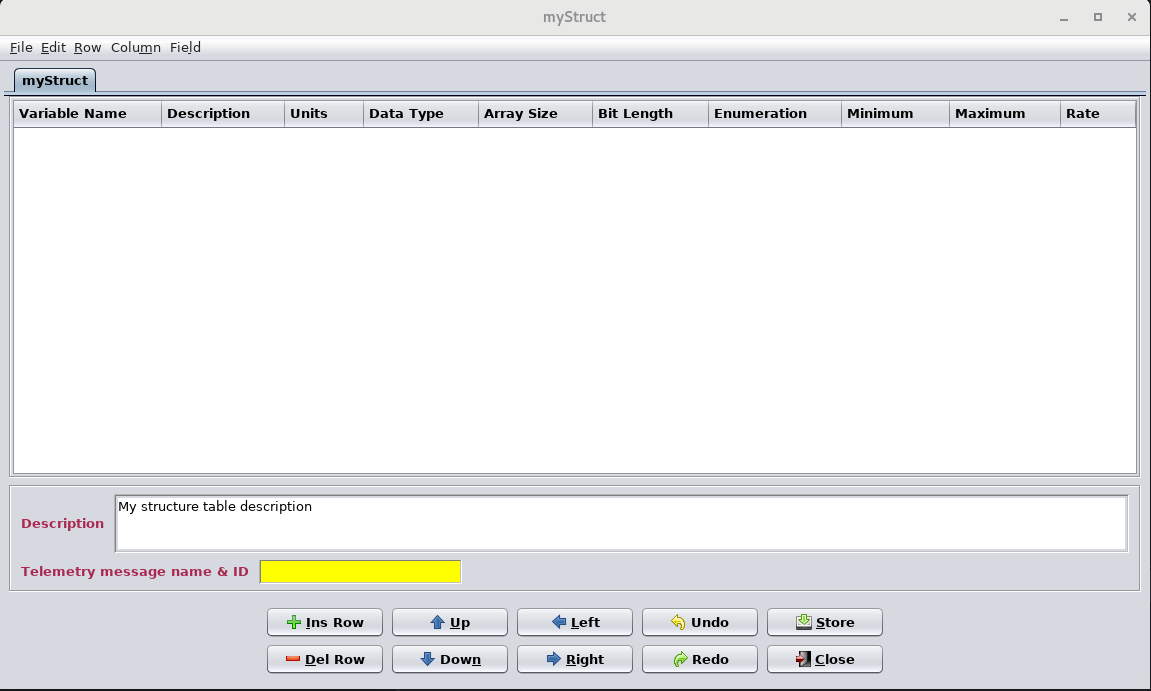 myStruct
File Edit Row Column Field
myStruct
Variable Name Description Units Data Type Array Size Bit Length Enumeration Minimum Maximum Rate
Description My structure table description
Telemetry message name & ID
Ins Row Up Left Undo Store
Del Row Down Right Redo Close